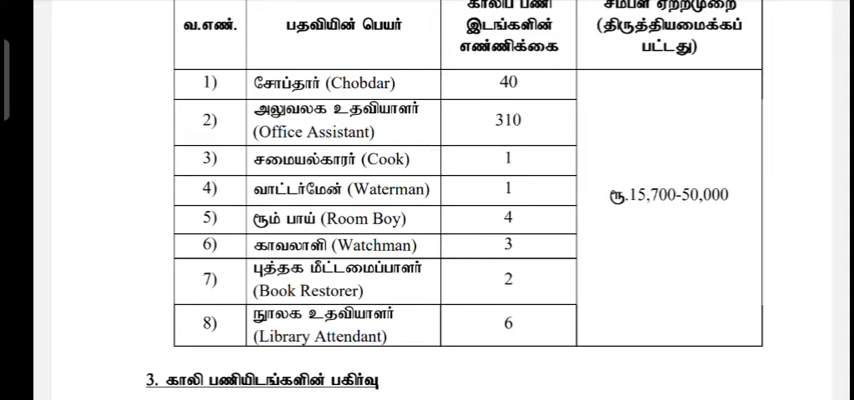 வ.எண்.
பதவியின் பெயர்
காலிப் பணி
இடங்களின்
எண்ணிக்கை
சம்பள ஏற்றமுறை
(திருத்தியமைக்கப்
பட்டது)
1) சோப்தார் (Chobdar) 40
2) அலுவலக உதவியாளர்
(Office Assistant) 310
3) சமையல்காரர் (Cook) 1
4) வாட்டர்மேன் (Waterman) 1
ரூ.15,700-50,000
5) ரூம் பாய் (Room Boy) 4
6) காவலாளி (Watchman) 3
7) புத்தக மீட்டமைப்பாளர்
(Book Restorer) 2
8) நூலக உதவியாளர்
(Library Attendant) 6
3. காலி பணியிடங்களின் பகிர்வு